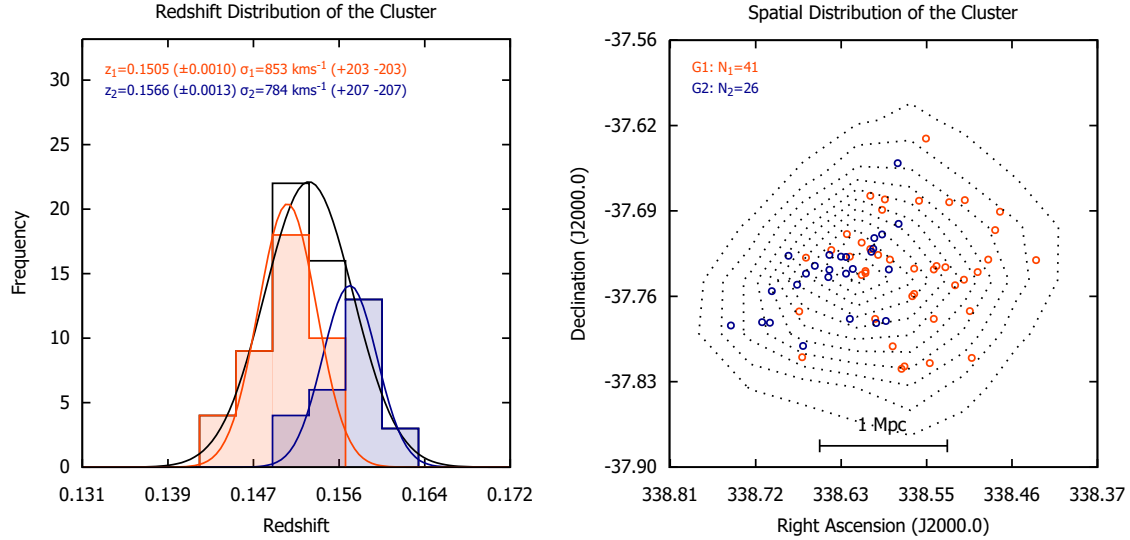 Redshift Distribution of the Cluster
z₁=0.1505 (±0.0010) σ₁=853 kms⁻¹ (+203 -203)
z₂=0.1566 (±0.0013) σ₂=784 kms⁻¹ (+207 -207)
Frequency
30
25
20
15
10
5
0
0.131 0.139 0.147 0.156 0.164 0.172
Redshift
Spatial Distribution of the Cluster
G1: N₁=41
G2: N₂=26
Declination (J2000.0)
-37.56
-37.62
-37.69
-37.76
-37.83
-37.90
1 Mpc
338.81 338.72 338.63 338.55 338.46 338.37
Right Ascension (J2000.0)